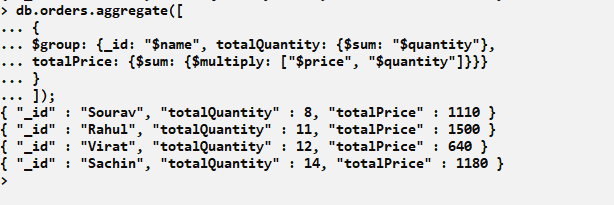 > db.orders.aggregate([
... {
... $group: {_id: "$name", totalQuantity: {$sum: "$quantity"},
... totalPrice: {$sum: {$multiply: ["$price", "$quantity"]}}}
... }
... ]);
{ "_id" : "Sourav", "totalQuantity" : 8, "totalPrice" : 1110 }
{ "_id" : "Rahul", "totalQuantity" : 11, "totalPrice" : 1500 }
{ "_id" : "Virat", "totalQuantity" : 12, "totalPrice" : 640 }
{ "_id" : "Sachin", "totalQuantity" : 14, "totalPrice" : 1180 }
>